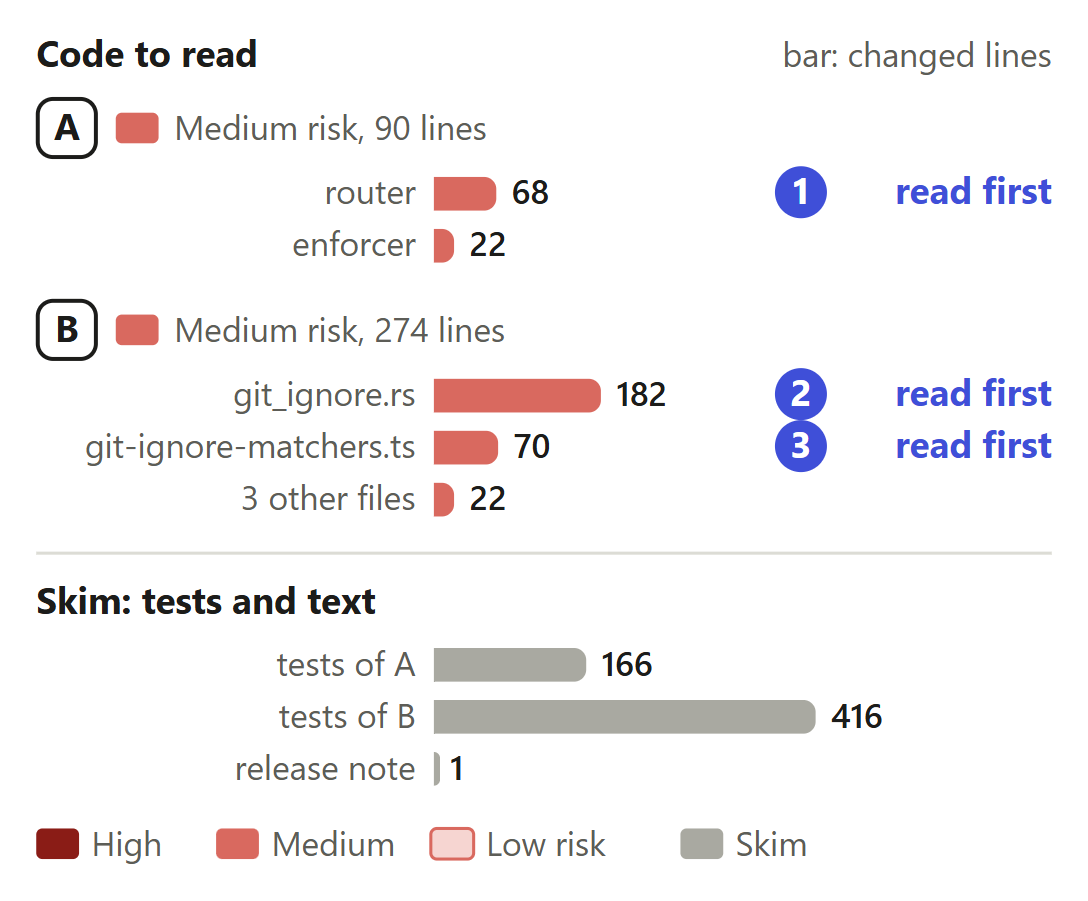 Code to read bar: changed lines
A Medium risk, 90 lines
router 68 1 read first
enforcer 22
B Medium risk, 274 lines
git_ignore.rs 182 2 read first
git-ignore-matchers.ts 70 3 read first
3 other files 22
Skim: tests and text
tests of A 166
tests of B 416
release note 1
High Medium Low risk Skim